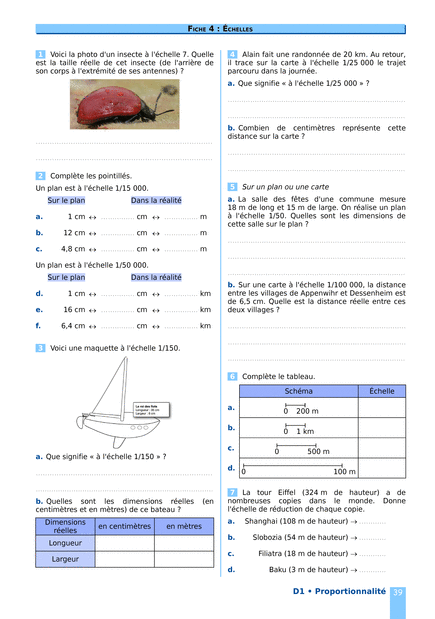 FICHE 4 : ÉCHELLES
1 Voici la photo d'un insecte à l'échelle 7. Quelle
est la taille réelle de cet insecte (de l'arrière de
son corps à l'extrémité de ses antennes) ?
2 Complète les pointillés.
Un plan est à l'échelle 1/15 000.
Sur le plan Dans la réalité
a. 1 cm ↔ .............. cm ↔ .............. m
b. 12 cm ↔ .............. cm ↔ .............. m
c. 4,8 cm ↔ .............. cm ↔ .............. m
Un plan est à l'échelle 1/50 000.
Sur le plan Dans la réalité
d. 1 cm ↔ .............. cm ↔ .............. km
e. 16 cm ↔ .............. cm ↔ .............. km
f. 6,4 cm ↔ .............. cm ↔ .............. km
3 Voici une maquette à l'échelle 1/150.
a. Que signifie « à l'échelle 1/150 » ?
b. Quelles sont les dimensions réelles (en
centimètres et en mètres) de ce bateau ?
Dimensions
réelles en centimètres en mètres
Longueur
Largeur
4 Alain fait une randonnée de 20 km. Au retour,
il trace sur la carte à l'échelle 1/25 000 le trajet
parcouru dans la journée.
a. Que signifie « à l'échelle 1/25 000 » ?
b. Combien de centimètres représente cette
distance sur la carte ?
5 Sur un plan ou une carte
a. La salle des fêtes d'une commune mesure
18 m de long et 15 m de large. On réalise un plan
à l'échelle 1/50. Quelles sont les dimensions de
cette salle sur le plan ?
b. Sur une carte à l'échelle 1/100 000, la distance
entre les villages de Appenwihr et Dessenheim est
de 6,5 cm. Quelle est la distance réelle entre ces
deux villages ?
6 Complète le tableau.
Schéma Échelle
a. 0 200 m
b. 0 1 km
c. 0 500 m
d. 0 100 m
7 La tour Eiffel (324 m de hauteur) a de
nombreuses copies dans le monde. Donne
l'échelle de réduction de chaque copie.
a. Shanghai (108 m de hauteur) → ...........
b. Slobozia (54 m de hauteur) → ...........
c. Filiatra (18 m de hauteur) → ...........
d. Baku (3 m de hauteur) → ...........
D1 • Proportionnalité 39